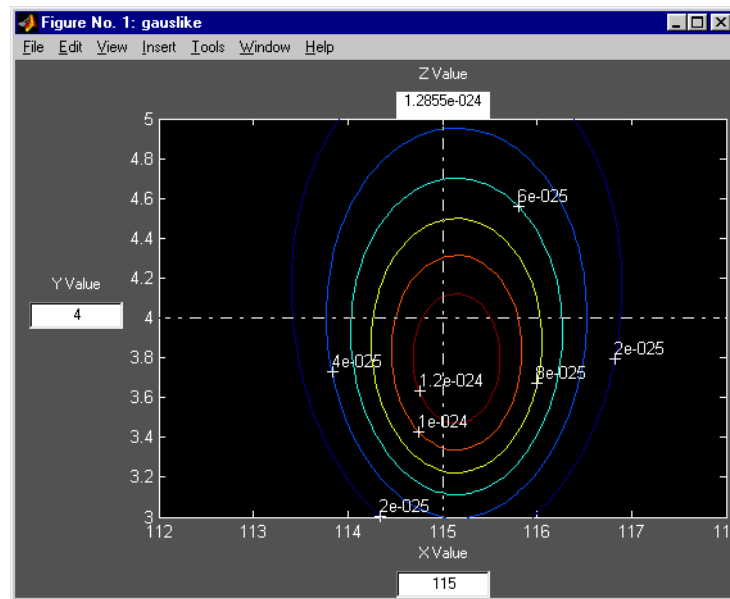 Figure No. 1: gauslike
File Edit View Insert Tools Window Help
Z Value
1.2855e-024
5
4.8
4.6
4.4
4.2
4
3.8
3.6
3.4
3.2
3
Y Value
4
6e-025
2e-025
4e-025
8e-025
1.2e-024
1e-024
2e-025
112 113 114 115 116 117 11
X Value
115